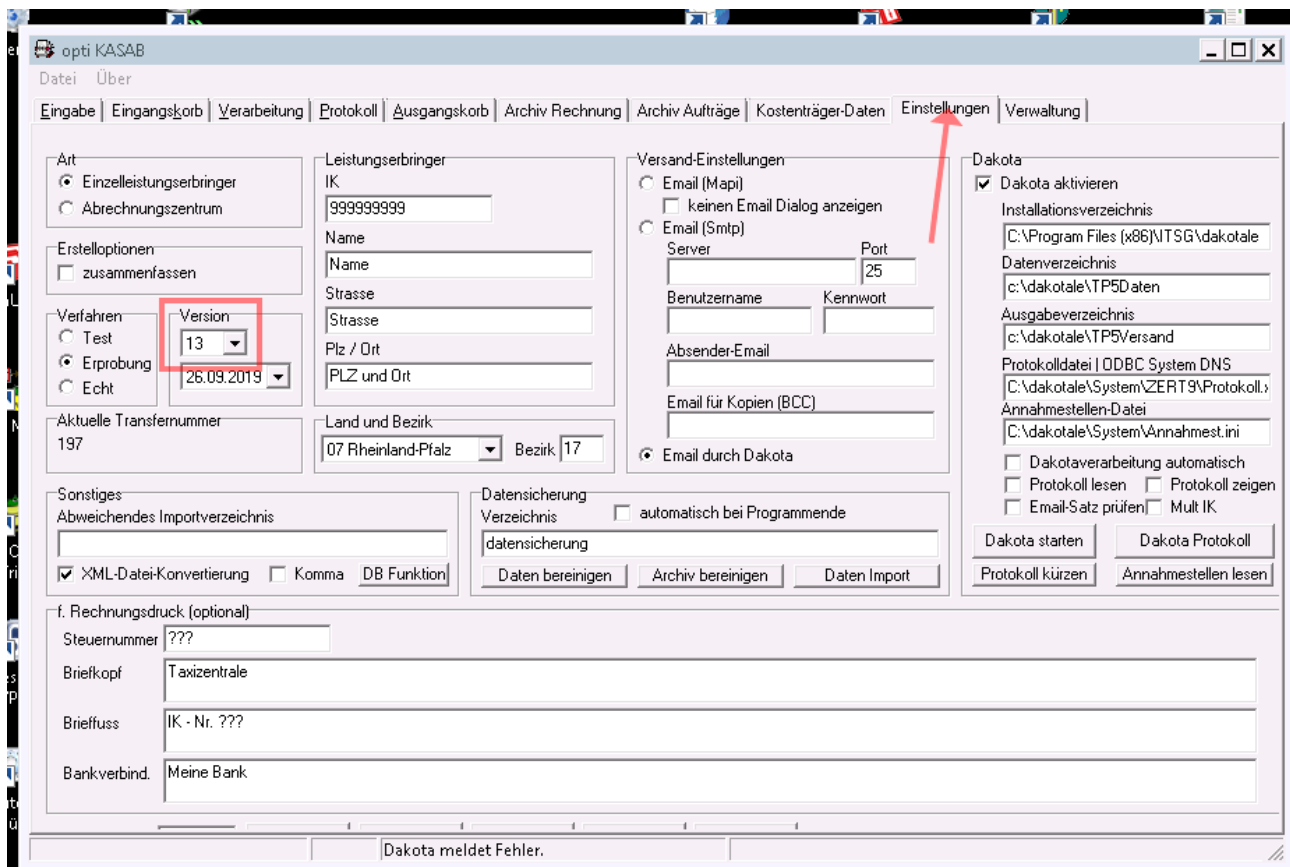 opti KASAB
Datei Über
Eingabe Eingangskorb Verarbeitung Protokoll Ausgangskorb Archiv Rechnung Archiv Aufträge Kostenträger-Daten Einstellungen Verwaltung
Art
Einzelleistungserbringer
Abrechnungszentrum
Erstelloptionen
zusammenfassen
Verfahren
Test
Erprobung
Echt
Version
13
26.09.2019
Aktuelle Transfernummer
197
Leistungserbringer
IK
999999999
Name
Name
Strasse
Strasse
Plz / Ort
PLZ und Ort
Land und Bezirk
07 Rheinland-Pfalz Bezirk 17
Versand-Einstellungen
Email (Mapi)
keinen Email Dialog anzeigen
Email (Smtp)
Server Port
25
Benutzername Kennwort
Absender-Email
Email für Kopien (BCC)
Email durch Dakota
Dakota
Dakota aktivieren
Installationsverzeichnis
C:\Program Files (x86)\ITSG\dakotale
Datenverzeichnis
c:\dakotale\TP5Daten
Ausgabeverzeichnis
c:\dakotale\TP5Versand
Protokolldatei | ODBC System DNS
C:\dakotale\System\ZERT9\Protokoll.
Annahmestellen-Datei
C:\dakotale\System\Annahmest.ini
Dakotaverarbeitung automatisch
Protokoll lesen Protokoll zeigen
Email-Satz prüfen Mult IK
Dakota starten Dakota Protokoll
Protokoll kürzen Annahmestellen lesen
Sonstiges
Abweichendes Importverzeichnis
XML-Datei-Konvertierung Komma DB Funktion
Datensicherung
Verzeichnis automatisch bei Programmende
datensicherung
Daten bereinigen Archiv bereinigen Daten Import
f. Rechnungsdruck (optional)
Steuernummer ???
Briefkopf Taxizentrale
Brieffuss IK - Nr. ???
Bankverbind. Meine Bank
Dakota meldet Fehler.